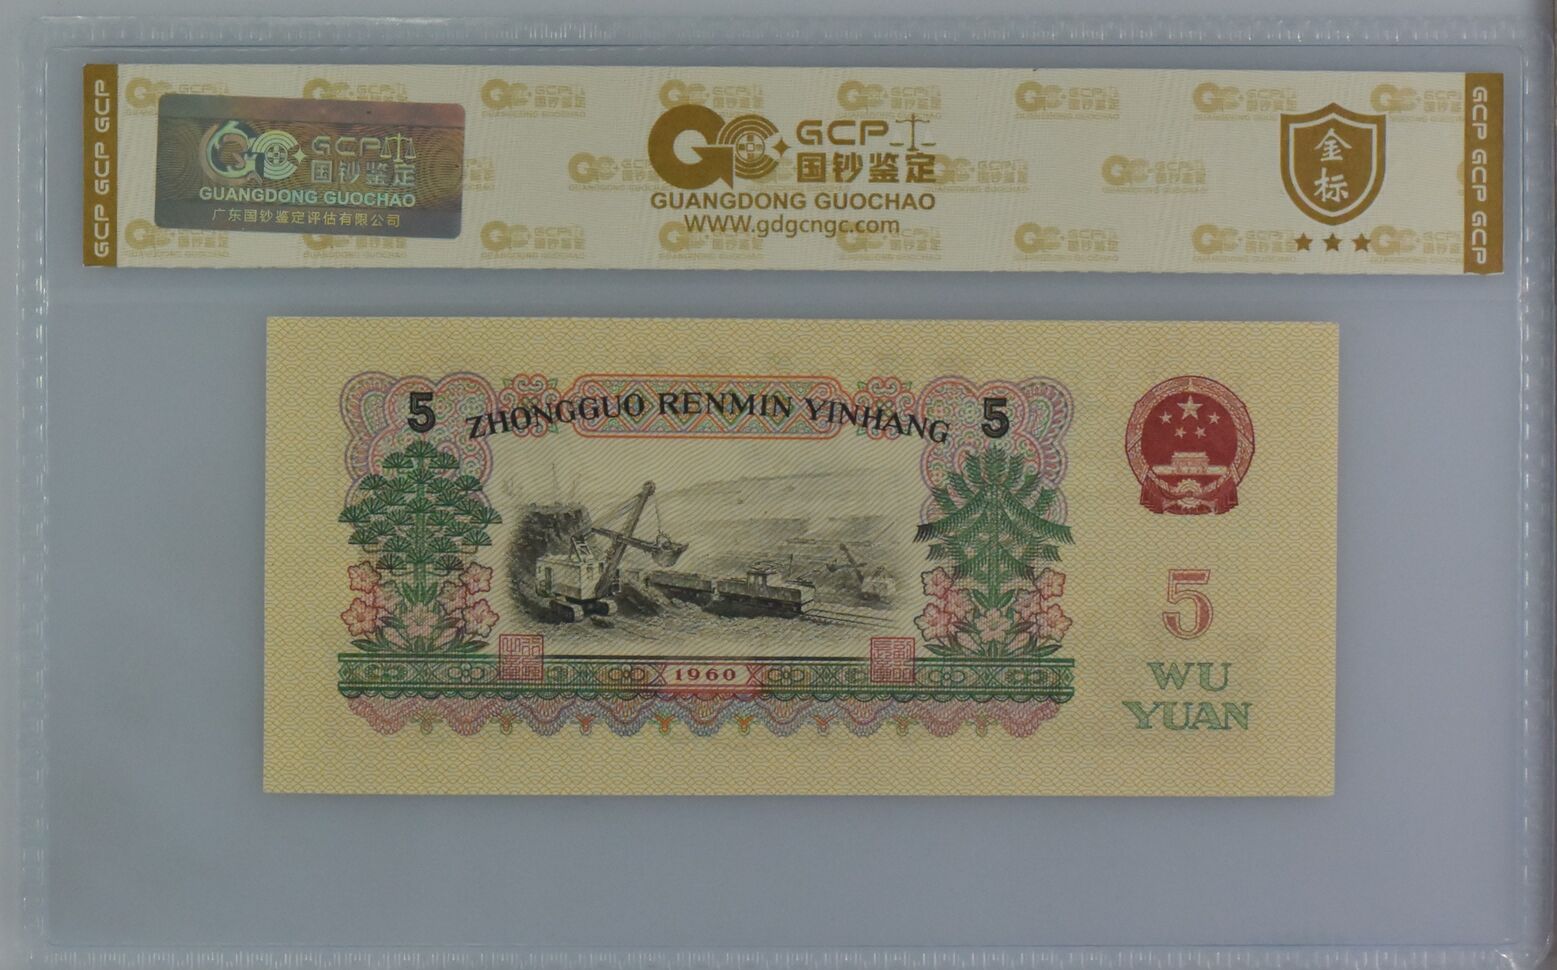 GCP GCP GCP
GCP
国钞鉴定
GUANGDONG GUOCHAO
广东国钞鉴定评估有限公司
GCP
国钞鉴定
GUANGDONG GUOCHAO
WWW.gdgcngc.com
金标
GCP GCP GCP
5
ZHONGGUO RENMIN YINHANG
5
1960
5
WU
YUAN